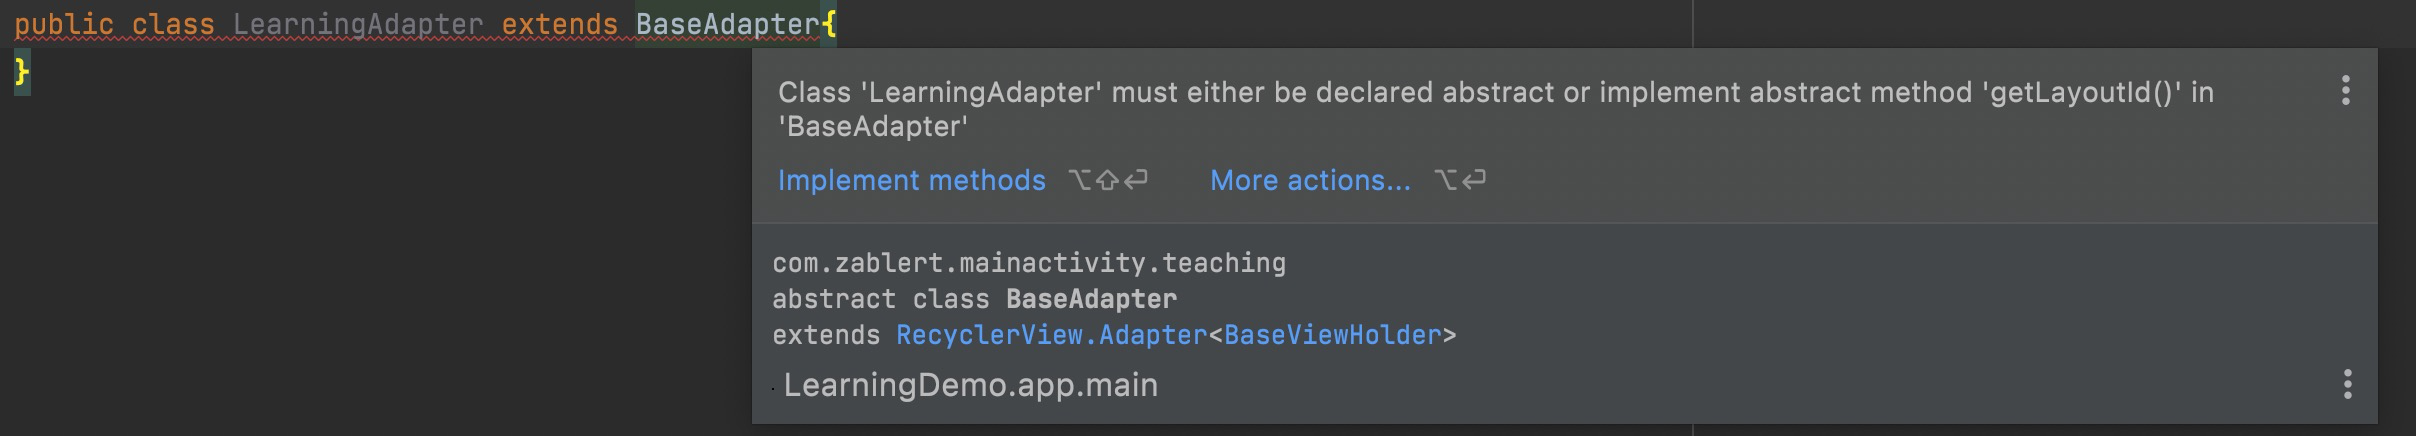 public class LearningAdapter extends BaseAdapter{
}
Class 'LearningAdapter' must either be declared abstract or implement abstract method 'getLayoutId()' in
'BaseAdapter'
Implement methods ⌥⇧⏎ More actions... ⌥⏎
com.zablert.mainactivity.teaching
abstract class BaseAdapter
extends RecyclerView.Adapter<BaseViewHolder>
LearningDemo.app.main